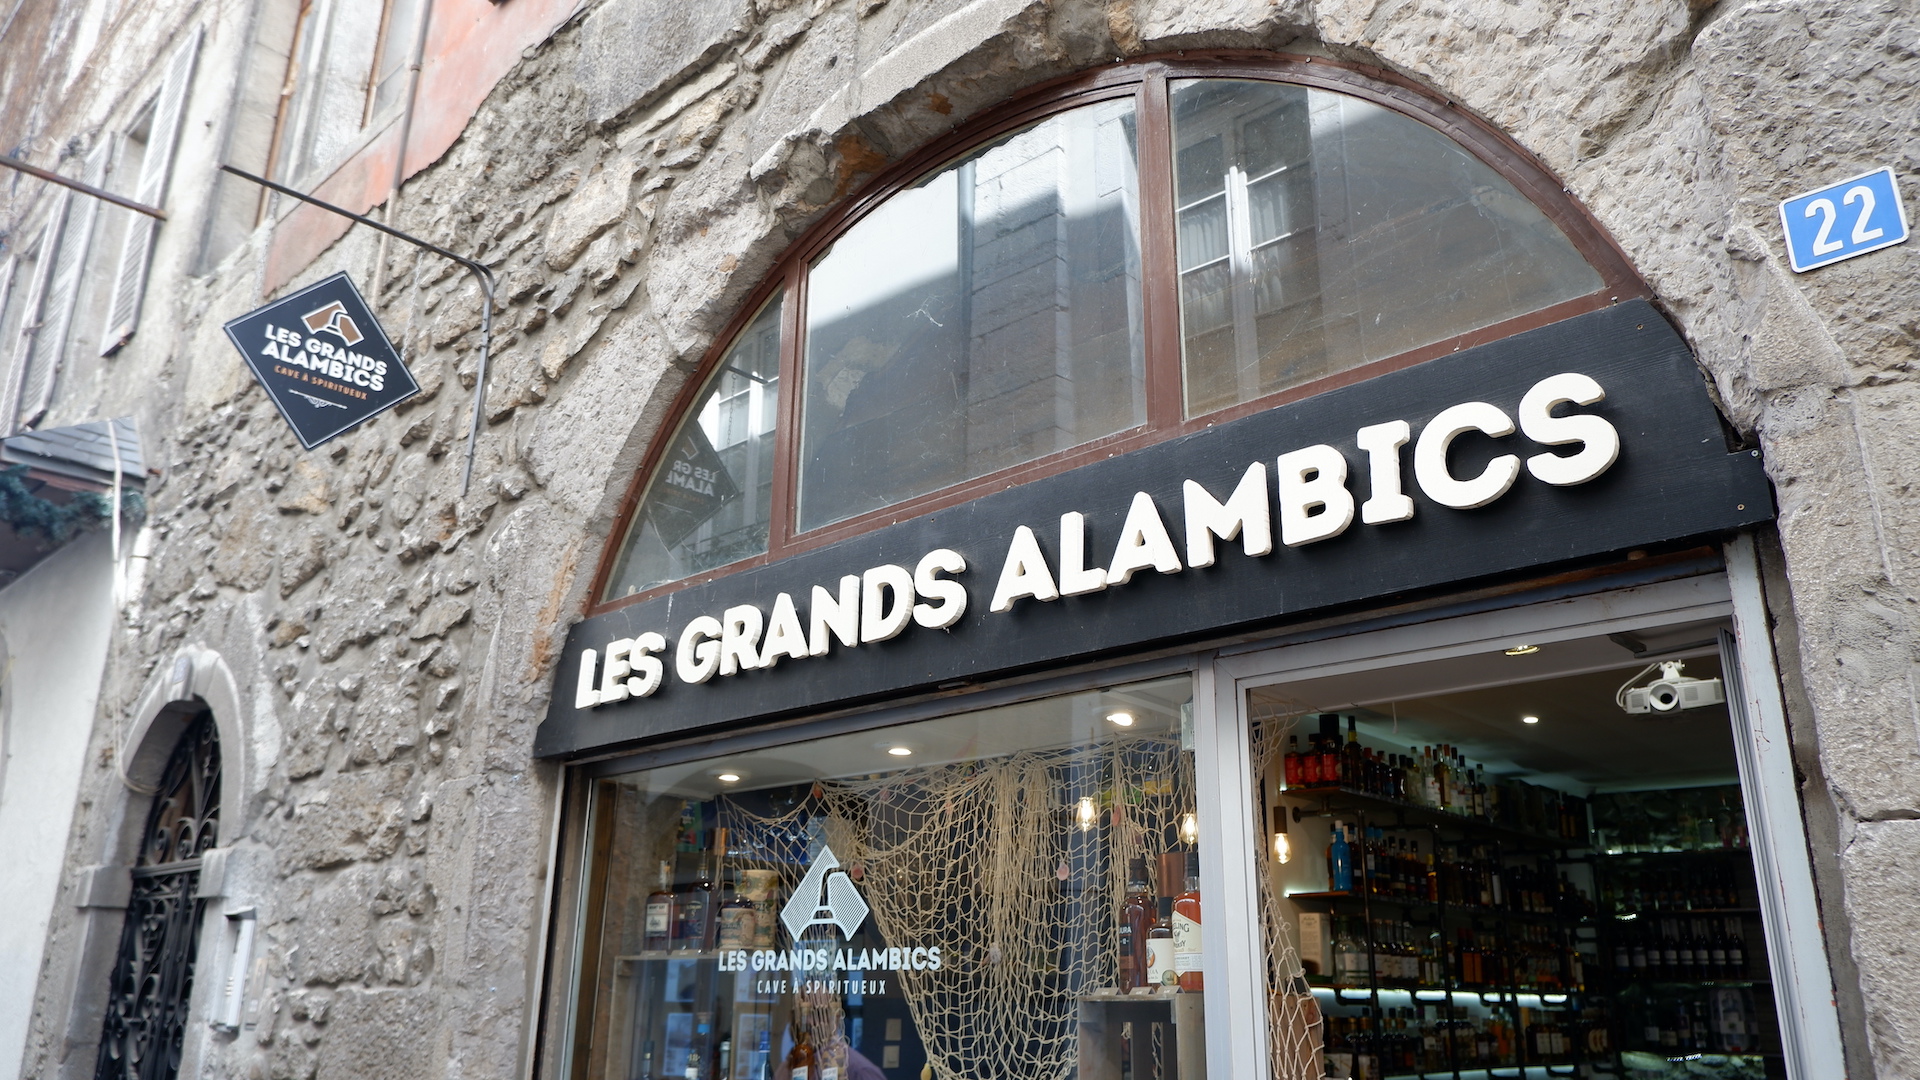 22
LES GRANDS
ALAMBICS
CAVE À SPIRITUEUX
LES GRANDS ALAMBICS
LES GRANDS ALAMBICS
CAVE À SPIRITUEUX